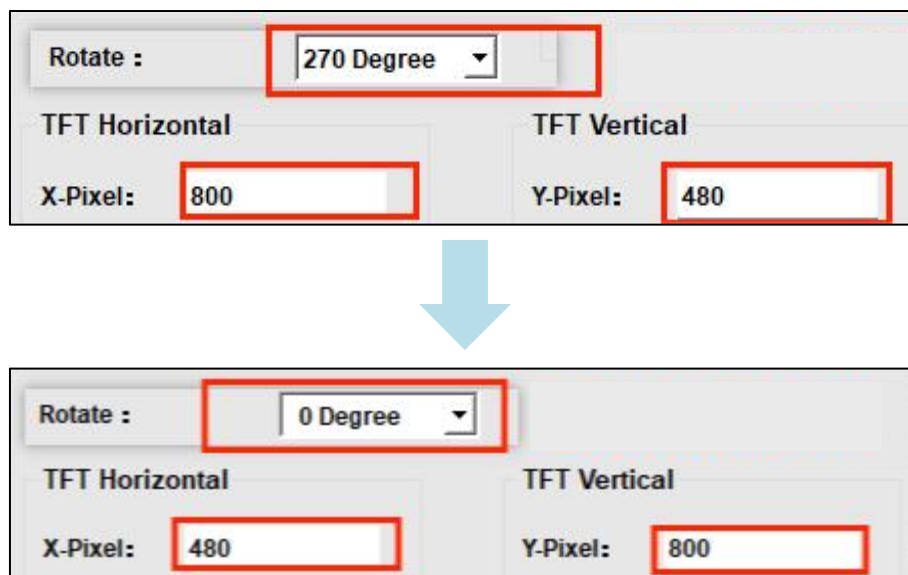 Rotate : 270 Degree
TFT Horizontal TFT Vertical
X-Pixel: 800 Y-Pixel: 480
Rotate : 0 Degree
TFT Horizontal TFT Vertical
X-Pixel: 480 Y-Pixel: 800